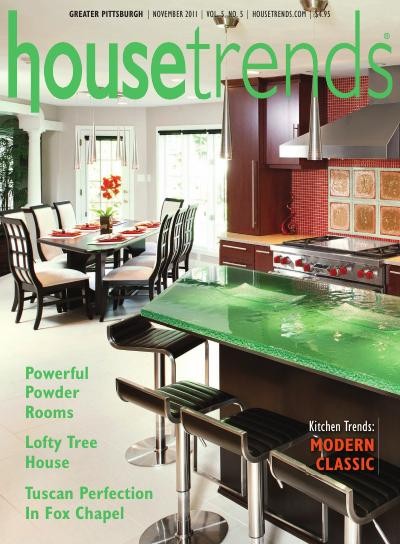 GREATER PITTSBURGH | NOVEMBER 2011 | VOL. 5, NO. 5 | HOUSETRENDS.COM | $4.95
housetrends®
Powerful
Powder
Rooms
Lofty Tree
House
Tuscan Perfection
In Fox Chapel
Kitchen Trends:
MODERN
CLASSIC